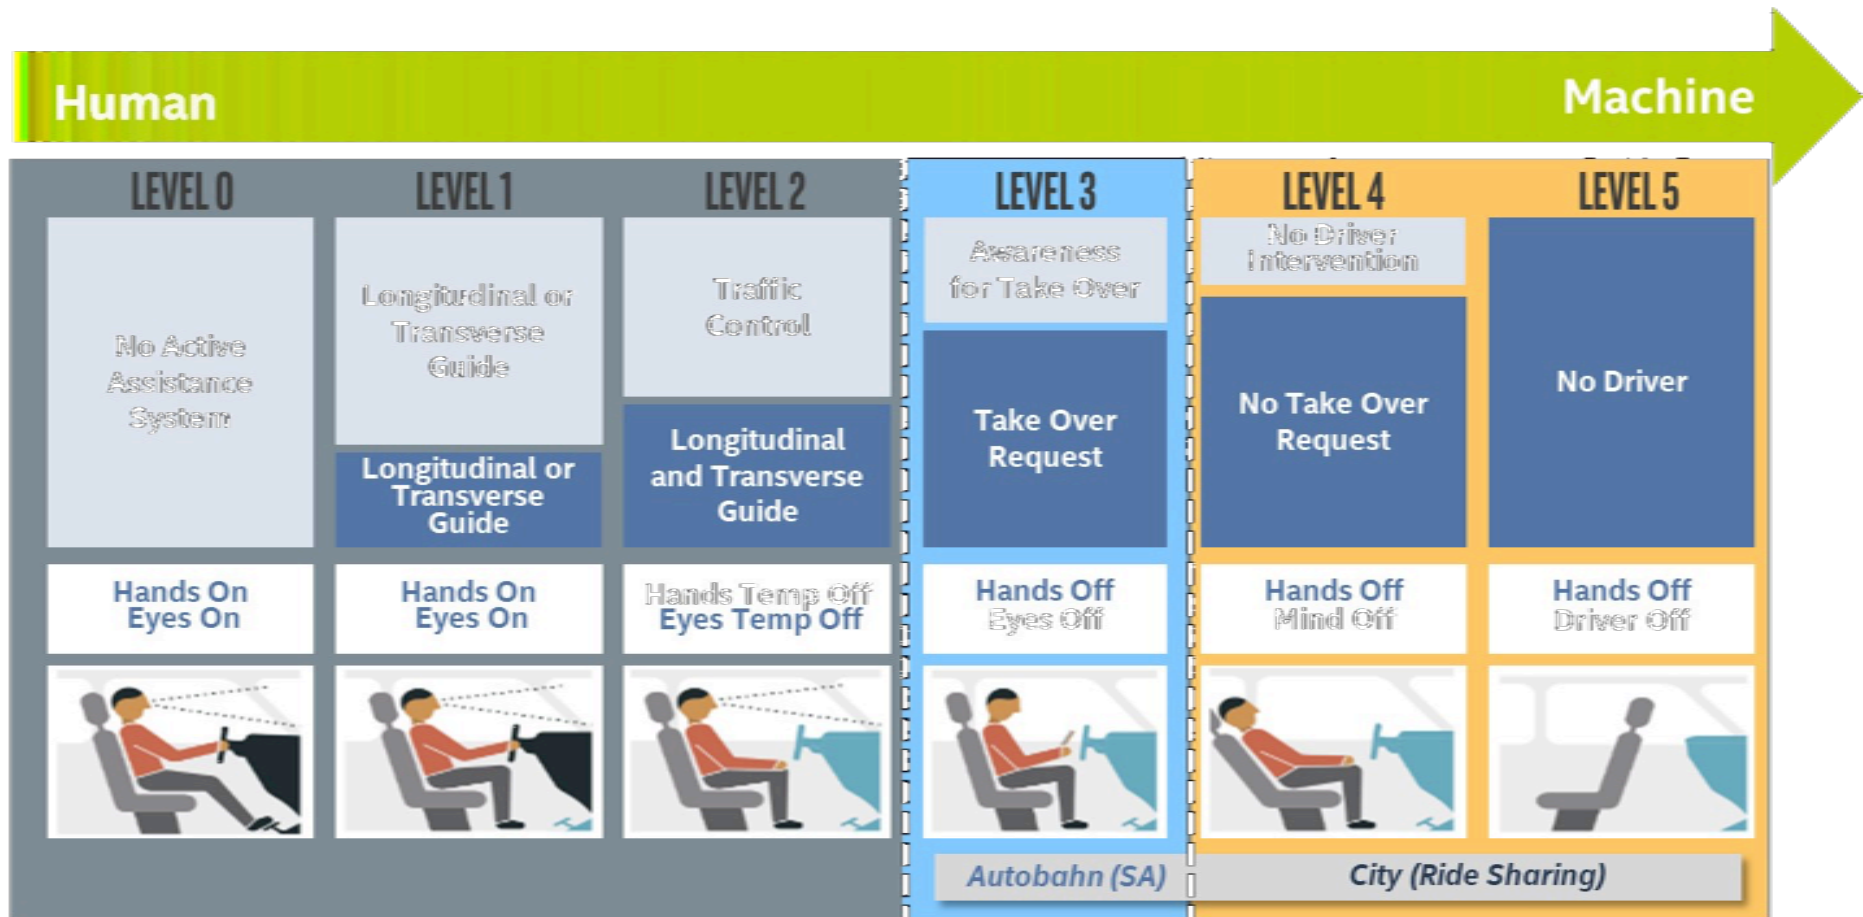 Human
Machine
LEVEL 0
LEVEL 1
LEVEL 2
LEVEL 3
LEVEL 4
LEVEL 5
No Active
Assistance
System
Longitudinal or
Transverse
Guide
Longitudinal or
Transverse
Guide
Traffic
Control
Longitudinal
and Transverse
Guide
Awareness
for Take Over
Take Over
Request
No Driver
Intervention
No Take Over
Request
No Driver
Hands On
Eyes On
Hands On
Eyes On
Hands Temp Off
Eyes Temp Off
Hands Off
Eyes Off
Hands Off
Mind Off
Hands Off
Driver Off
Autobahn (SA)
City (Ride Sharing)